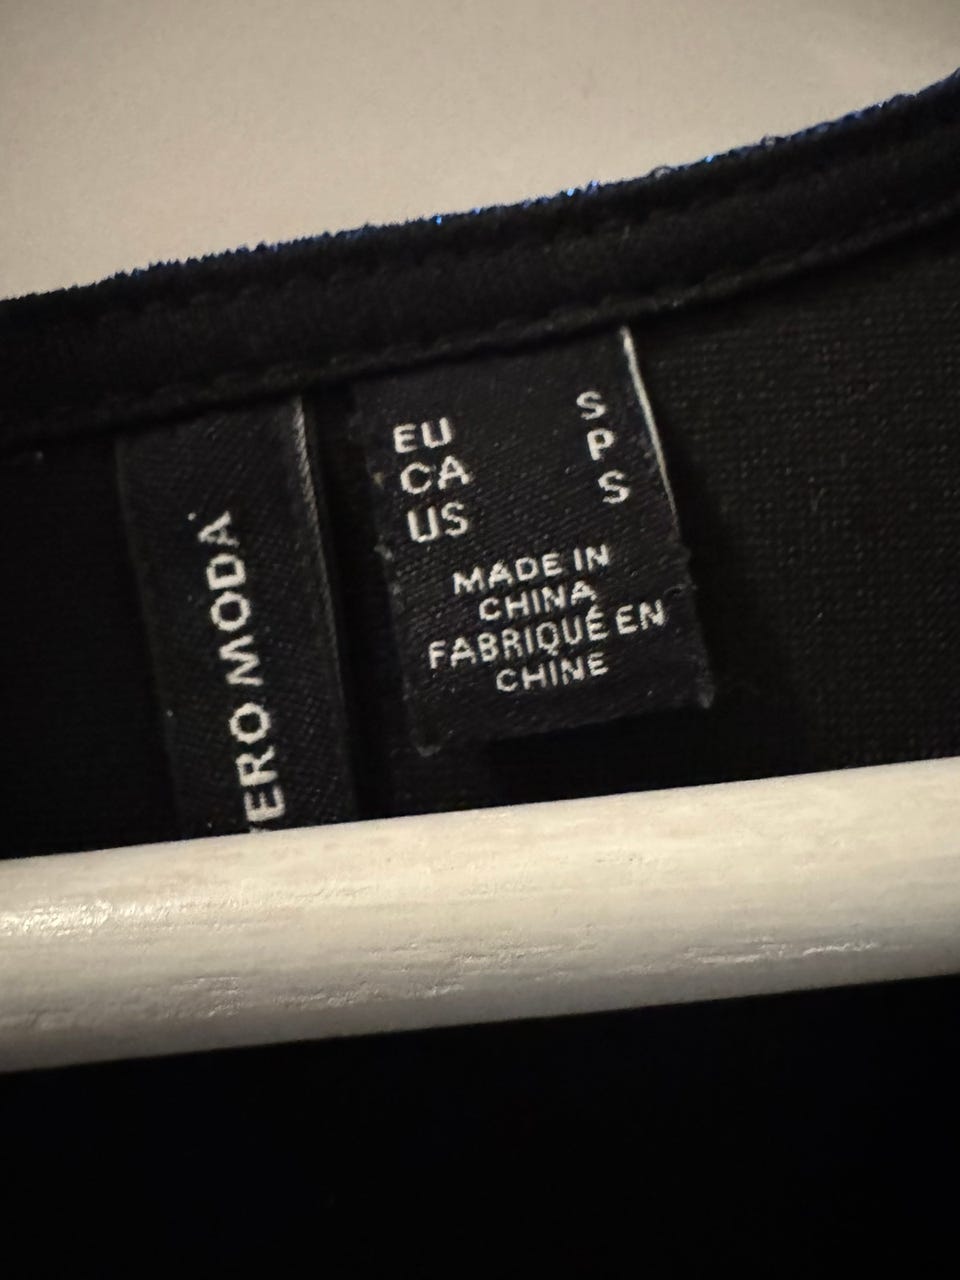 ERO MODA
EU S
CA P
US S
MADE IN
CHINA
FABRIQUÉ EN
CHINE